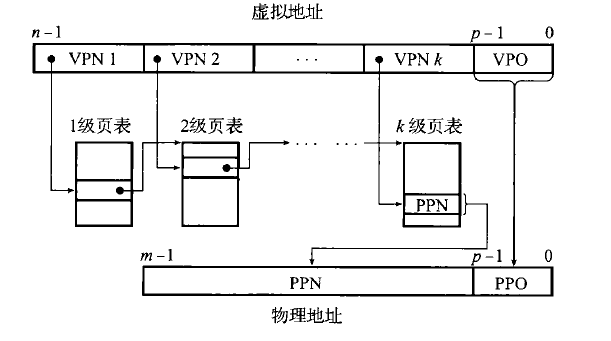 虚拟地址
n-1 p-1 0
VPN 1 VPN 2 ... VPN k VPO
1级页表 2级页表 ... ... k 级页表
PPN
m-1 p-1 0
PPN PPO
物理地址